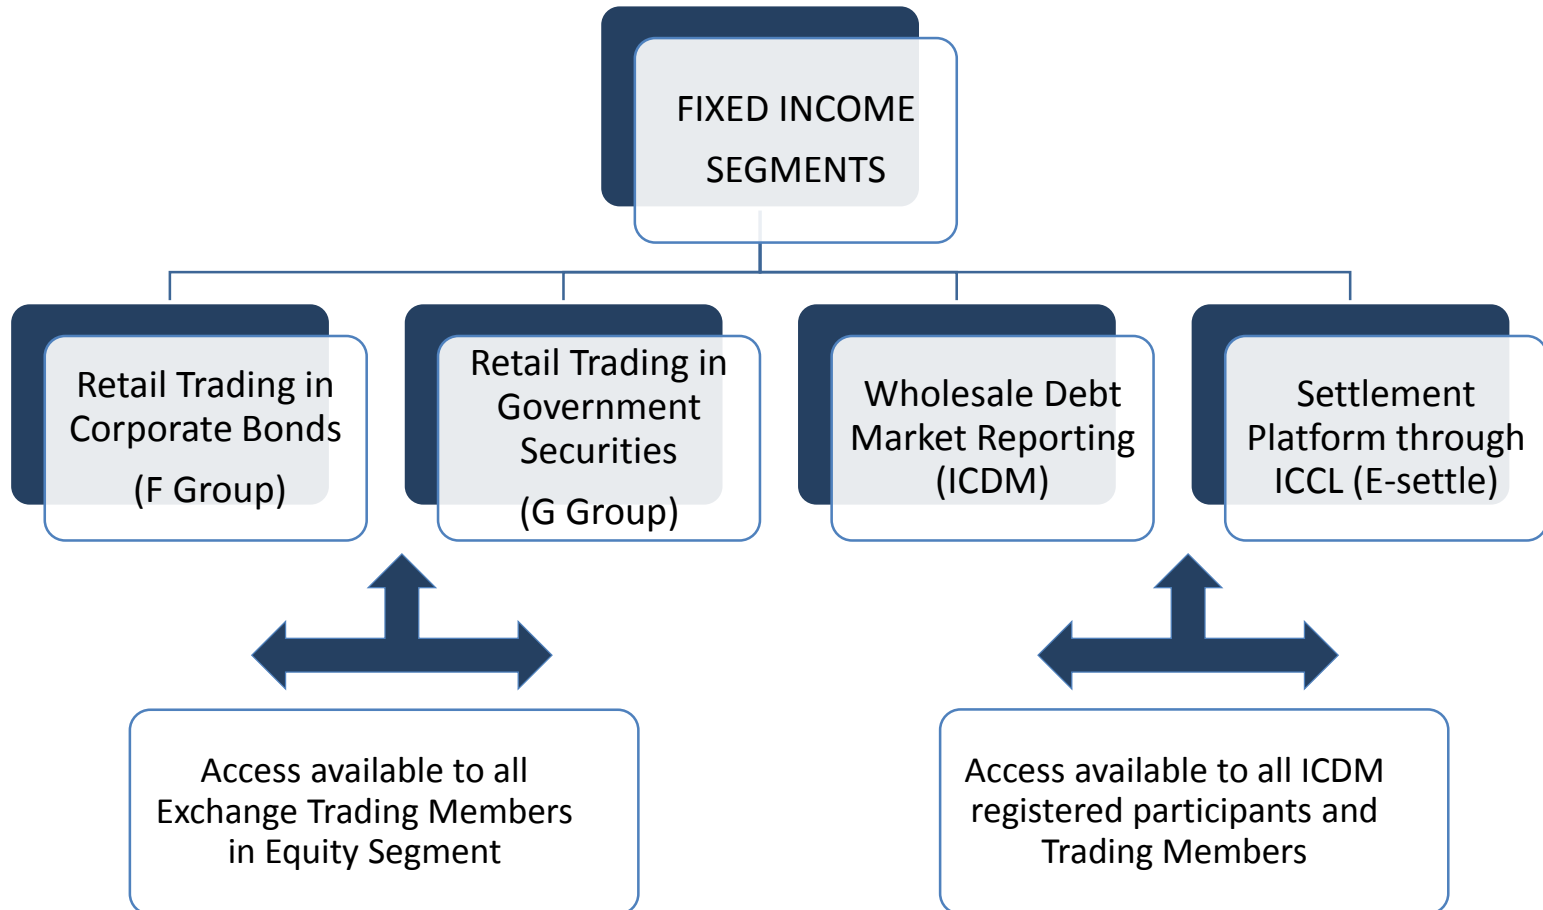 FIXED INCOME
SEGMENTS
Retail Trading in
Corporate Bonds
(F Group)
Retail Trading in
Government
Securities
(G Group)
Wholesale Debt
Market Reporting
(ICDM)
Settlement
Platform through
ICCL (E-settle)
Access available to all
Exchange Trading Members
in Equity Segment
Access available to all ICDM
registered participants and
Trading Members